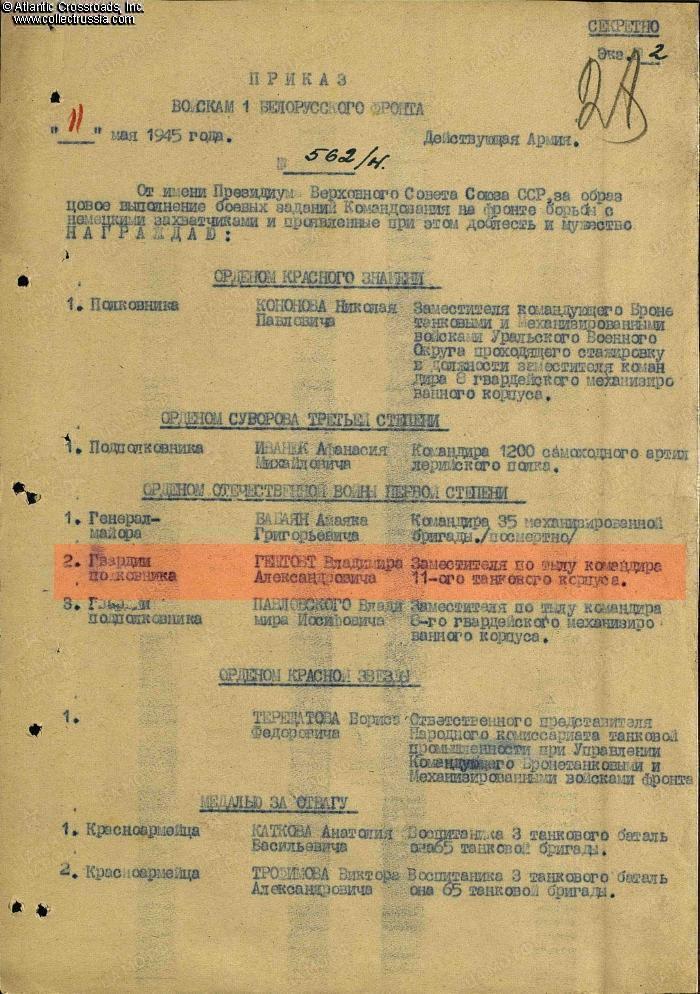 © Atlantic Crossroads, Inc.
www.collectrussia.com
СЕКРЕТНО
Экз. 2
28
ПРИКАЗ
ВОЙСКАМ 1 БЕЛОРУССКОГО ФРОНТА
"11" мая 1945 года. Действующая Армия.
№ 562/н.
От имени Президиума Верховного Совета Союза ССР, за образ
цовое выполнение боевых заданий Командования на фронте борьбы с
немецкими захватчиками и проявленные при этом доблесть и мужество
НАГРАЖДАЮ:
ОРДЕНОМ КРАСНОГО ЗНАМЕНИ
1. Полковника КОНОНОВА Николая Заместителя командующего Броне
Павловича танковыми и механизированными
войсками Уральского Военного
Округа проходящего стажировку
в должности заместителя коман
дира 8 гвардейского механизиро
ванного корпуса.
ОРДЕНОМ СУВОРОВА ТРЕТЬЕЙ СТЕПЕНИ
1. Подполковника ИВАНЕК Афанасия Командира 1200 самоходного артил
Михайловича лерийского полка.
ОРДЕНОМ ОТЕЧЕСТВЕННОЙ ВОЙНЫ ПЕРВОЙ СТЕПЕНИ
1. Генерал- БАБАЯН Амаяка Командира 35 механизированной
майора Григорьевича бригады./посмертно/
2. Гвардии ГЕНТОВТ Владимира Заместителя по тылу командира
полковника Александровича 11-ого танкового корпуса.
3. Гвардии ПАВЛОВСКОГО Влади Заместителя по тылу командира
подполковника мира Иосифовича 8-го гвардейского механизиро
ванного корпуса.
ОРДЕНОМ КРАСНОЙ ЗВЕЗДЫ
1. Бориса Ответственного представителя
Федоровича Народного комиссариата танковой
промышленности при Управлении
Командующего Бронетанковыми и
Механизированными войсками фронта
МЕДАЛЬЮ ЗА ОТВАГУ
1. Красноармейца КАТКОВА Анатолия Воспитанника 3 танкового баталь
Васильевича она 65 танковой бригады.
2. Красноармейца ТРОФИМОВА Виктора Воспитанника 3 танкового баталь
Александровича она 65 танковой бригады.